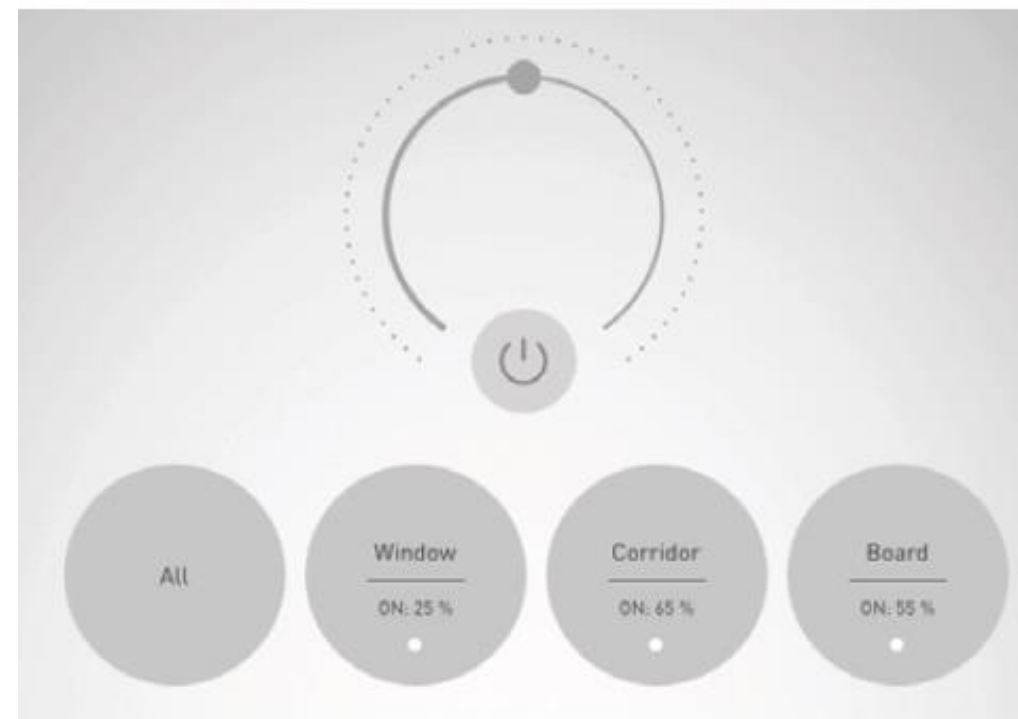 All
Window
ON: 25 %
Corridor
ON: 65 %
Board
ON: 55 %